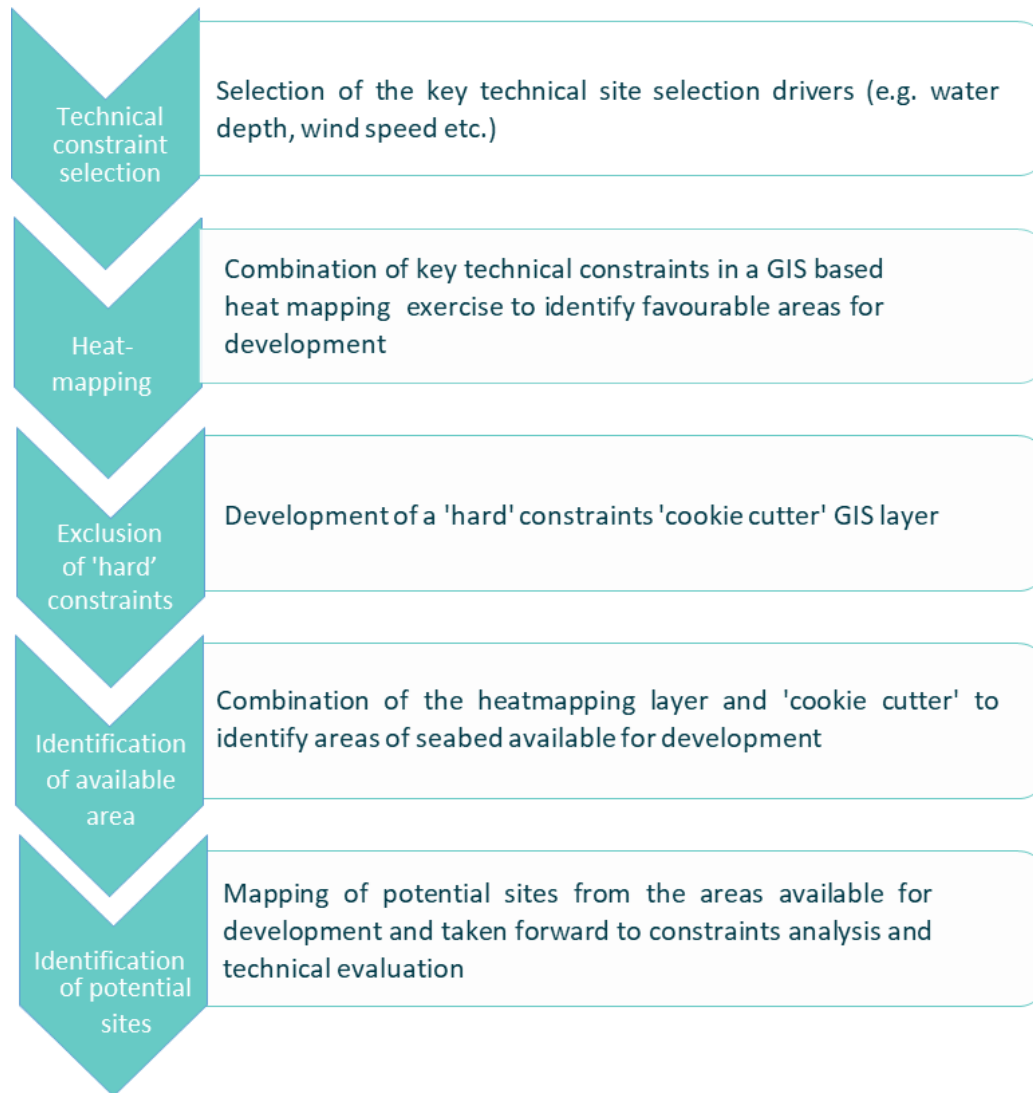 Technical
constraint
selection
Selection of the key technical site selection drivers (e.g. water
depth, wind speed etc.)
Heat-
mapping
Combination of key technical constraints in a GIS based
heat mapping exercise to identify favourable areas for
development
Exclusion
of 'hard’
constraints
Development of a 'hard' constraints 'cookie cutter' GIS layer
Identification
of available
area
Combination of the heatmapping layer and 'cookie cutter' to
identify areas of seabed available for development
Identification
of potential
sites
Mapping of potential sites from the areas available for
development and taken forward to constraints analysis and
technical evaluation